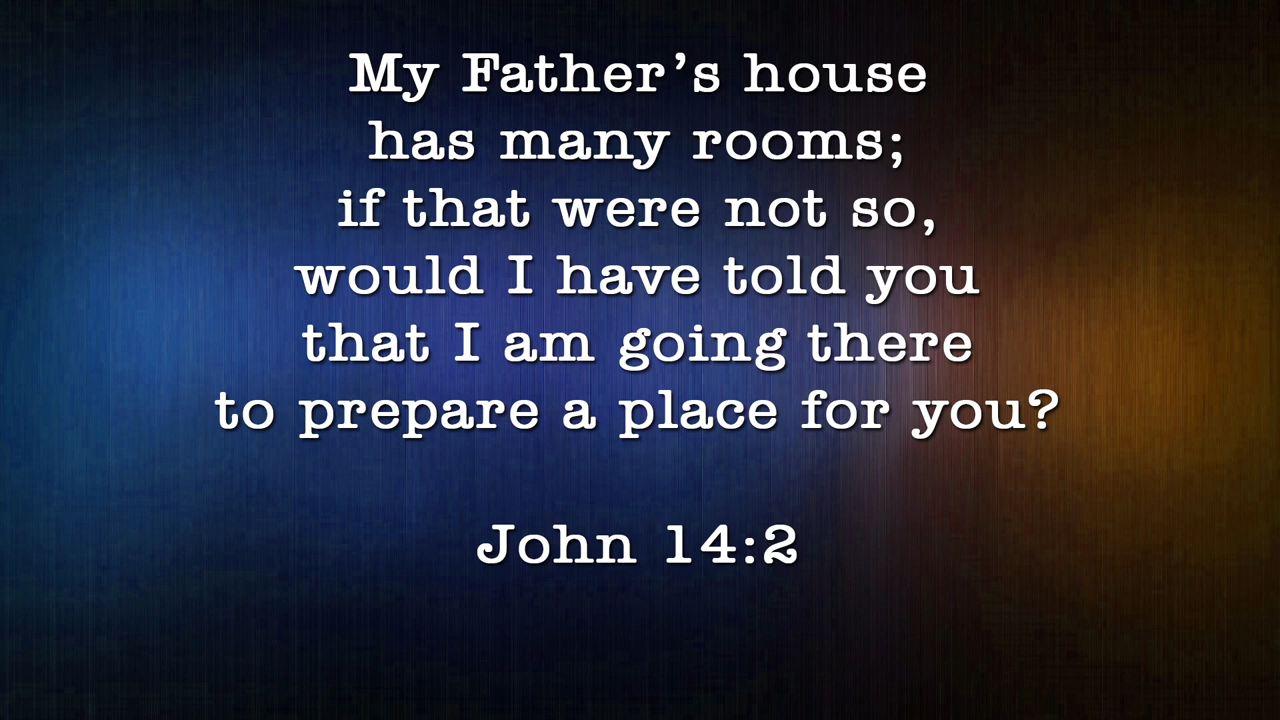 My Father’s house
has many rooms;
if that were not so,
would I have told you
that I am going there
to prepare a place for you?
John 14:2